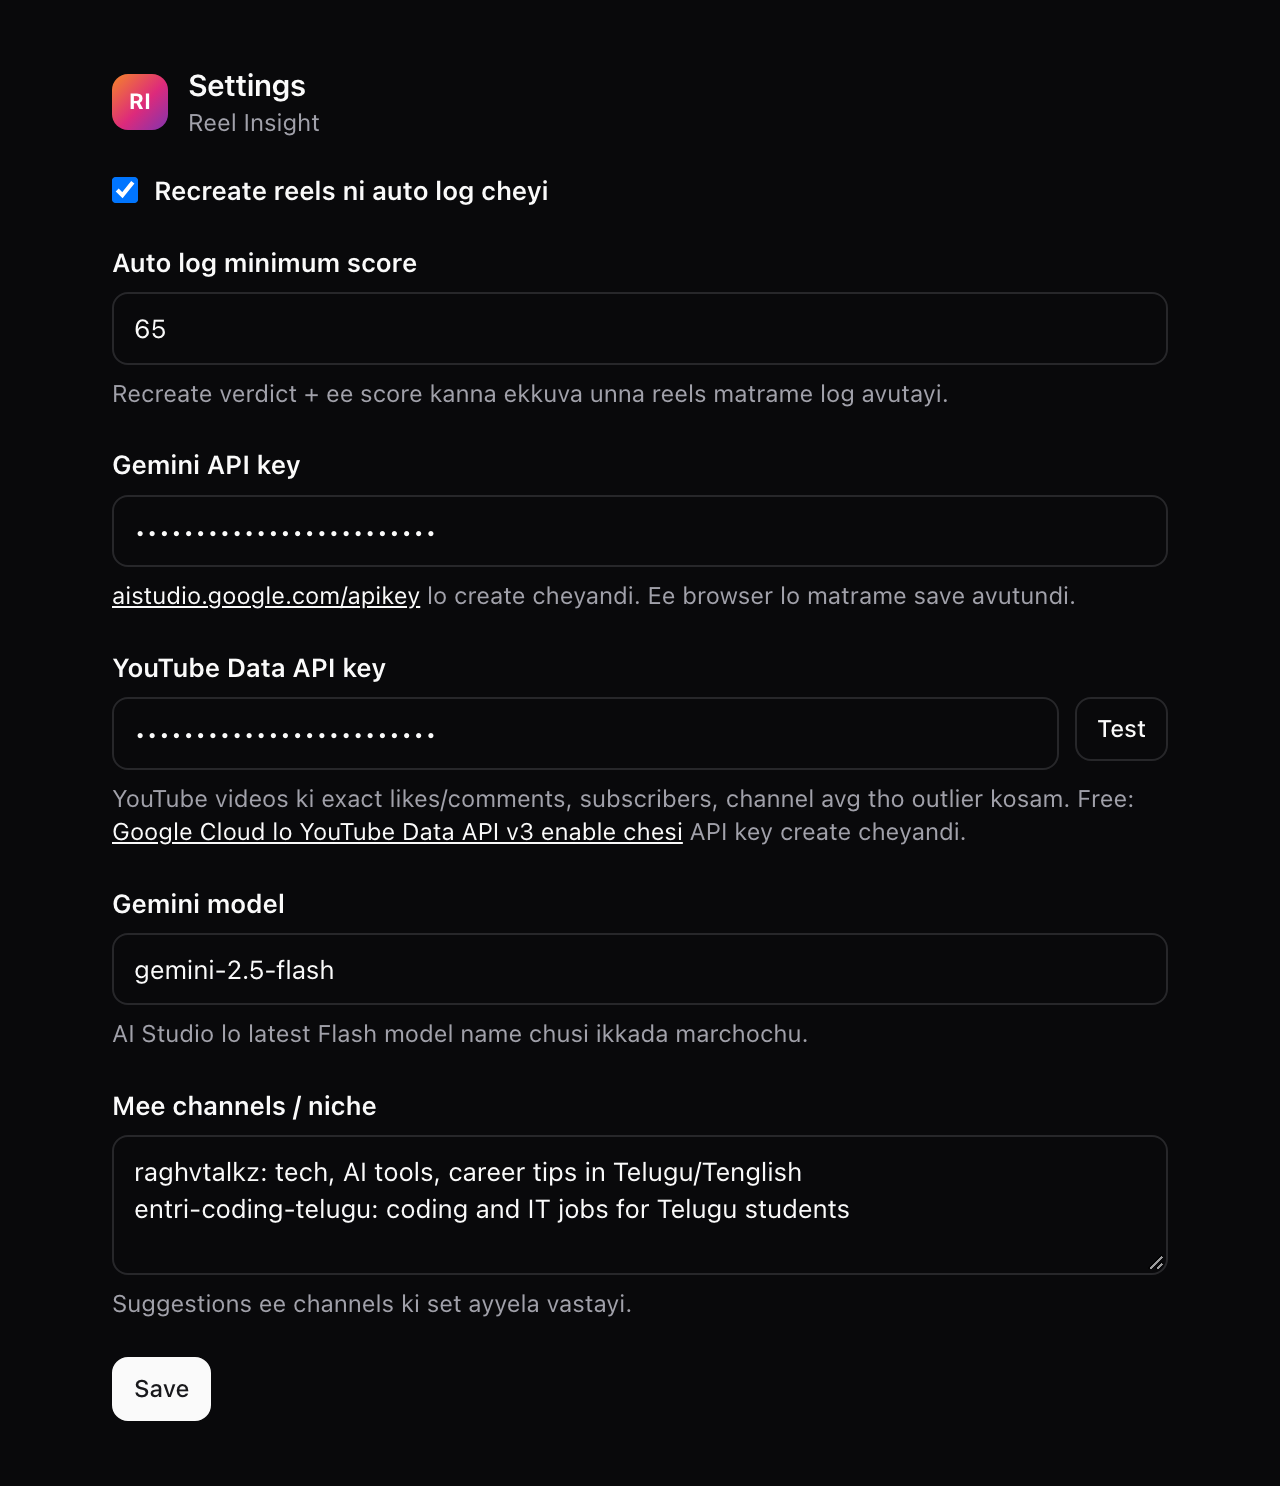 RI
Settings
Reel Insight
Recreate reels ni auto log cheyi
Auto log minimum score
65
Recreate verdict + ee score kanna ekkuva unna reels matrame log avutayi.
Gemini API key
•••••••••••••••••••••••••
aistudio.google.com/apikey lo create cheyandi. Ee browser lo matrame save avutundi.
YouTube Data API key
•••••••••••••••••••••••••
Test
YouTube videos ki exact likes/comments, subscribers, channel avg tho outlier kosam. Free:
Google Cloud lo YouTube Data API v3 enable chesi API key create cheyandi.
Gemini model
gemini-2.5-flash
AI Studio lo latest Flash model name chusi ikkada marchochu.
Mee channels / niche
raghvtalkz: tech, AI tools, career tips in Telugu/Tenglish
entri-coding-telugu: coding and IT jobs for Telugu students
Suggestions ee channels ki set ayyela vastayi.
Save